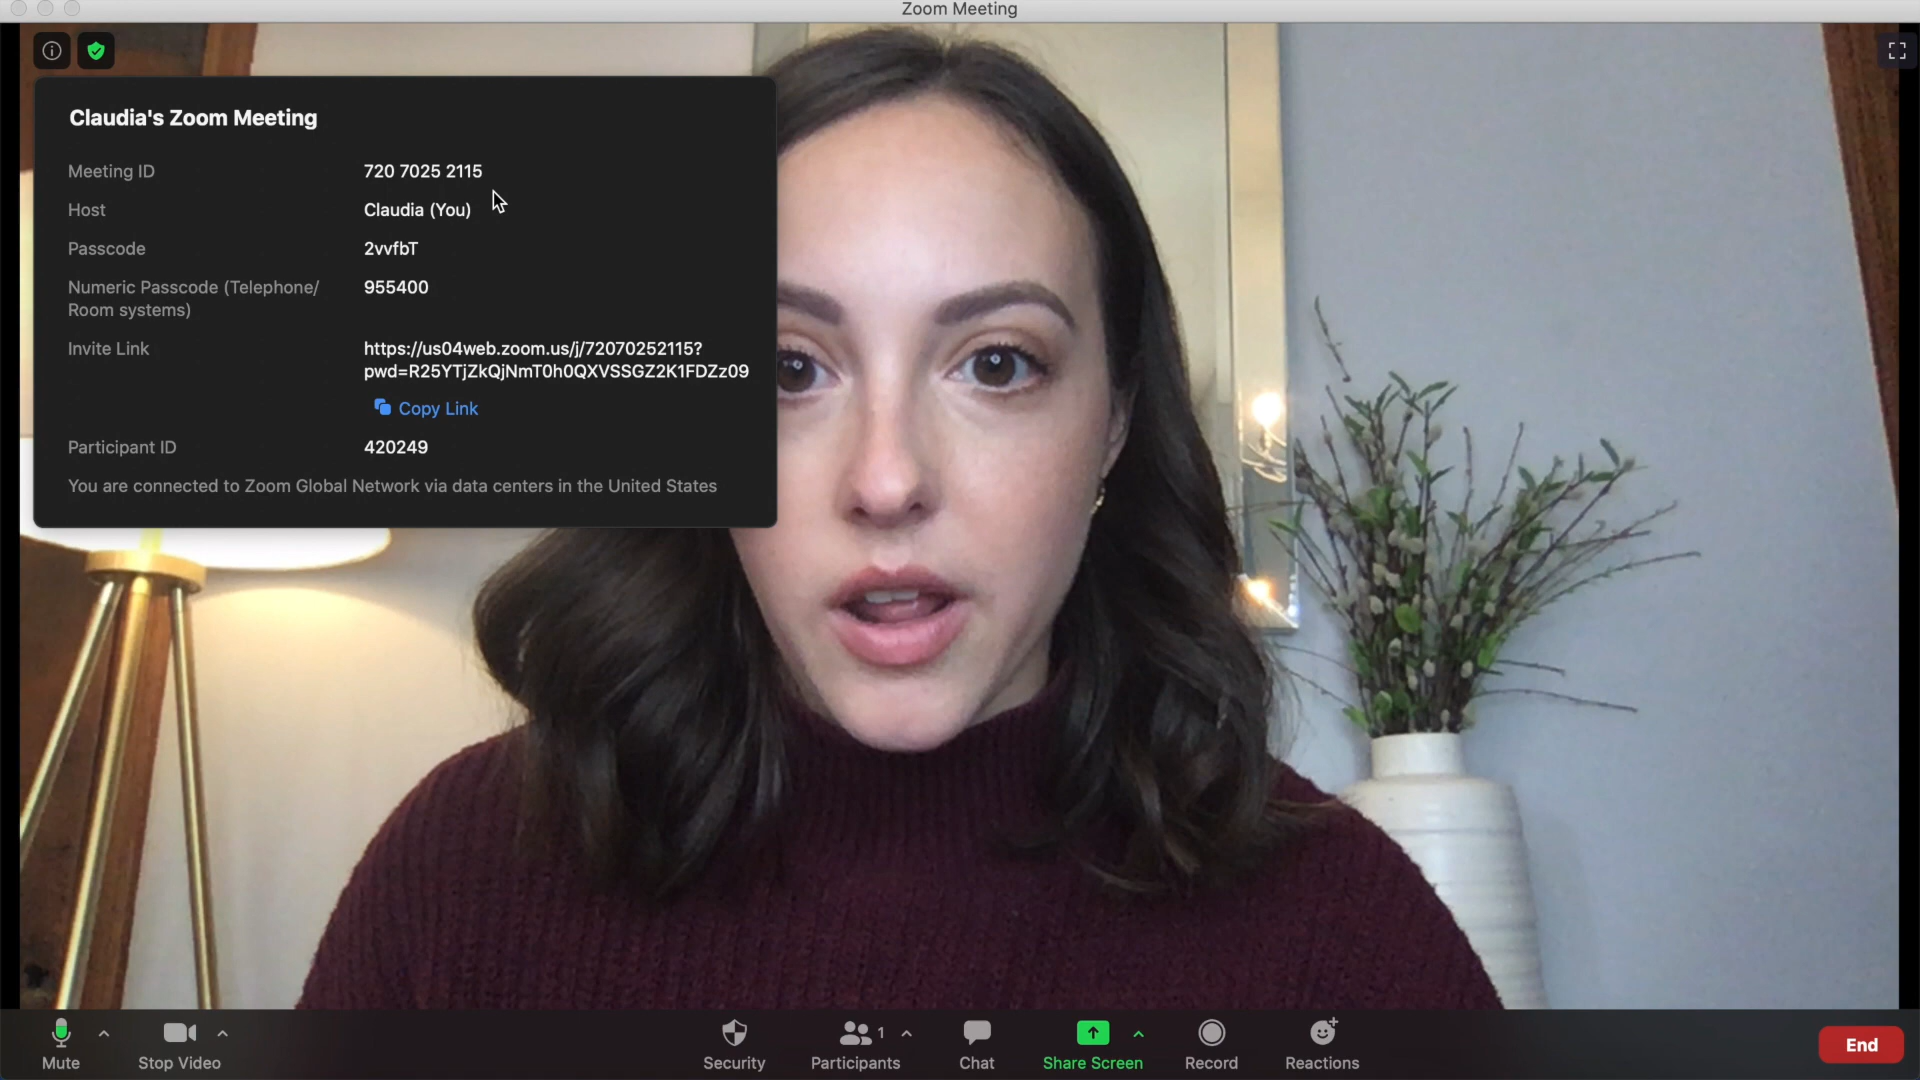 Zoom Meeting
Claudia's Zoom Meeting
Meeting ID 720 7025 2115
Host Claudia (You)
Passcode 2vvfbT
Numeric Passcode (Telephone/ 955400
Room systems)
Invite Link https://us04web.zoom.us/j/72070252115?
pwd=R25YTjZkQjNmT0h0QXVSSGZ2K1FDZz09
Copy Link
Participant ID 420249
You are connected to Zoom Global Network via data centers in the United States
1
Mute Stop Video Security Participants Chat Share Screen Record Reactions End